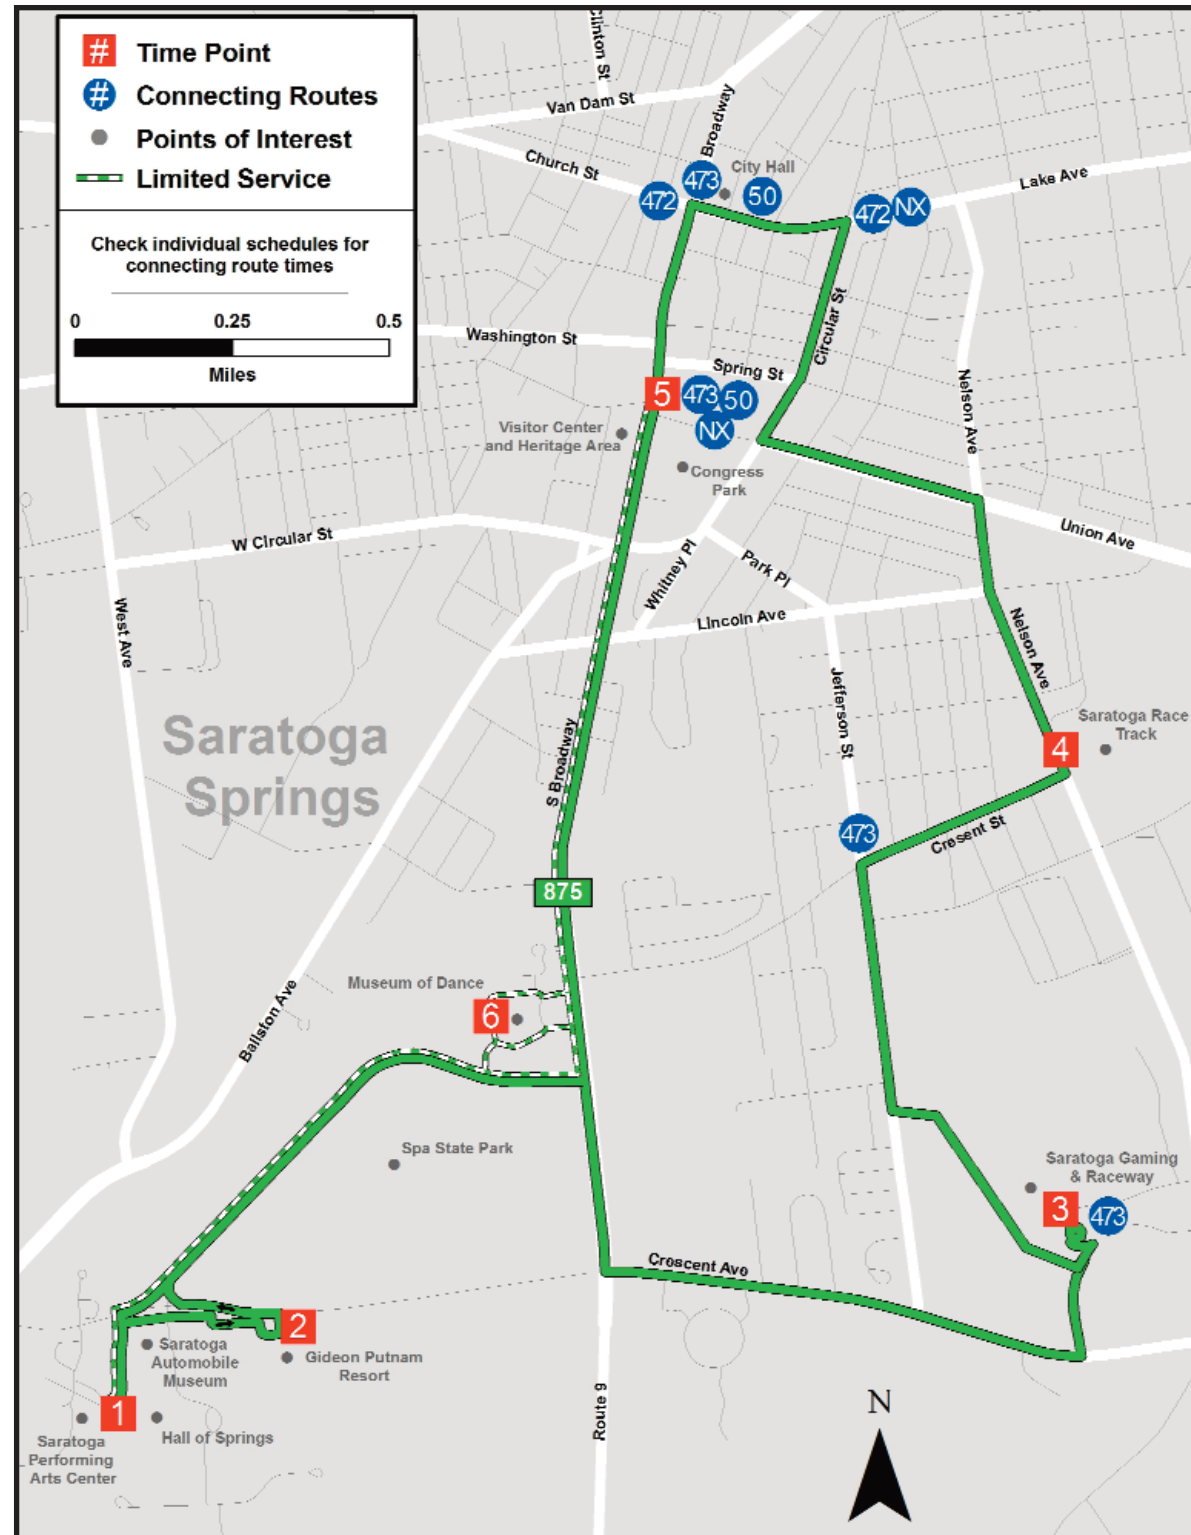 # Time Point
# Connecting Routes
Points of Interest
Limited Service
Check individual schedules for
connecting route times
0 0.25 0.5
Miles
Clinton St
Van Dam St
Broadway
Church St
City Hall
473
472
50
472
NX
Lake Ave
Circular St
Washington St
Spring St
5
473
50
NX
Visitor Center
and Heritage Area
Congress
Park
Nelson Ave
Union Ave
W Circular St
Whitney Pl
Park Pl
Lincoln Ave
West Ave
Nelson Ave
Jefferson St
Saratoga
Springs
S Broadway
Saratoga Race
Track
4
473
Cresent St
875
Museum of Dance
6
Ballston Ave
Spa State Park
Saratoga Gaming
& Raceway
3
473
Crescent Ave
2
Saratoga
Automobile
Museum
Gideon Putnam
Resort
1
Hall of Springs
Saratoga
Performing
Arts Center
Route 9
N